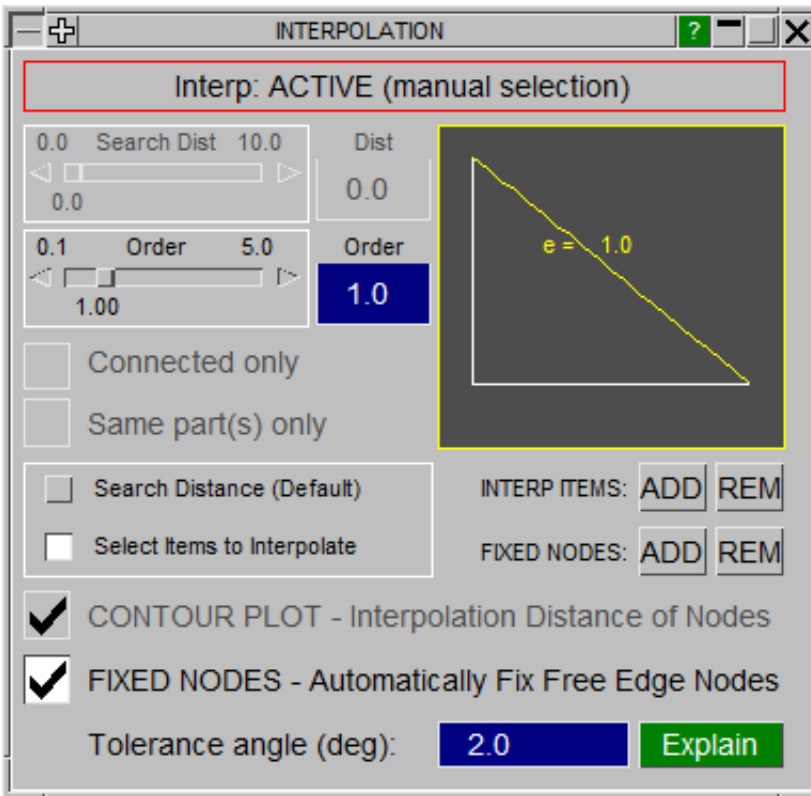 INTERPOLATION ?
Interp: ACTIVE (manual selection)
0.0 Search Dist 10.0 Dist
0.0 0.0
0.1 Order 5.0 Order
1.00 1.0
e = 1.0
Connected only
Same part(s) only
Search Distance (Default) INTERP ITEMS: ADD REM
Select Items to Interpolate FIXED NODES: ADD REM
CONTOUR PLOT - Interpolation Distance of Nodes
FIXED NODES - Automatically Fix Free Edge Nodes
Tolerance angle (deg): 2.0 Explain